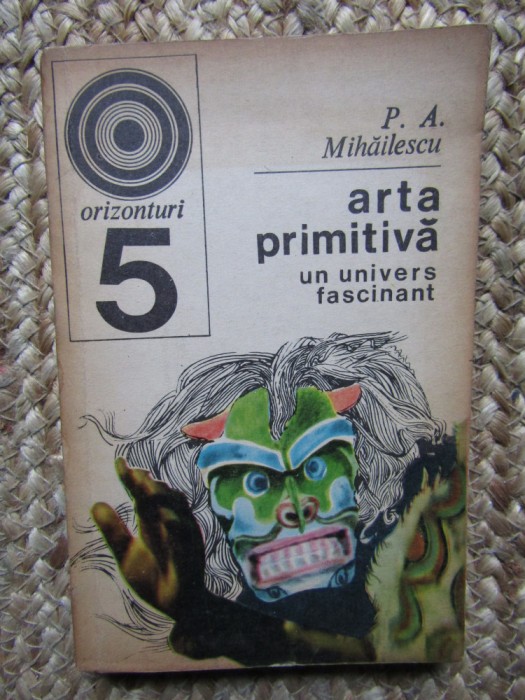 orizonturi
5
P. A.
Mihăilescu
arta
primitivă
un univers
fascinant